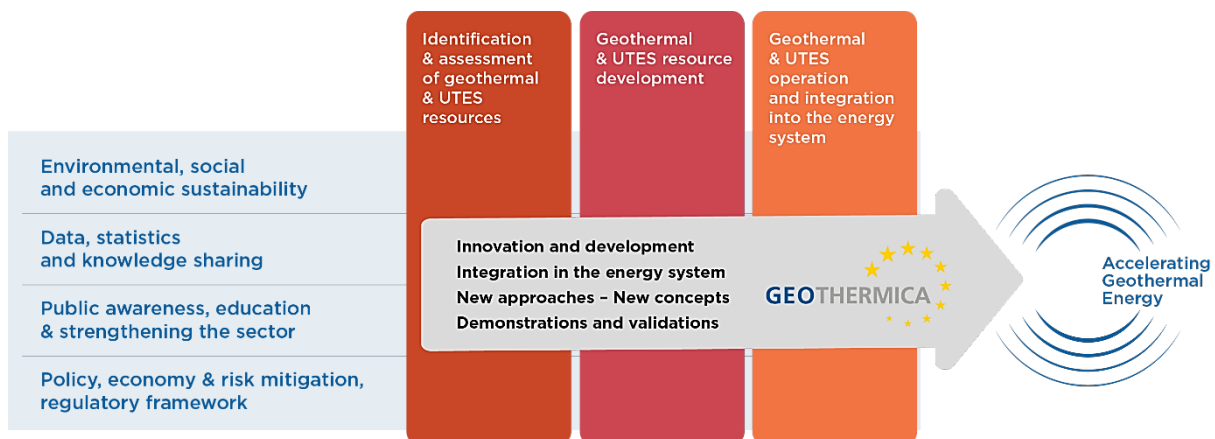 Identification
& assessment
of geothermal
& UTES
resources
Geothermal
& UTES resource
development
Geothermal
& UTES
operation
and integration
into the energy
system
Environmental, social
and economic sustainability
Data, statistics
and knowledge sharing
Public awareness, education
& strengthening the sector
Policy, economy & risk mitigation,
regulatory framework
Innovation and development
Integration in the energy system
New approaches – New concepts
Demonstrations and validations
GEOTHERMICA
Accelerating
Geothermal
Energy